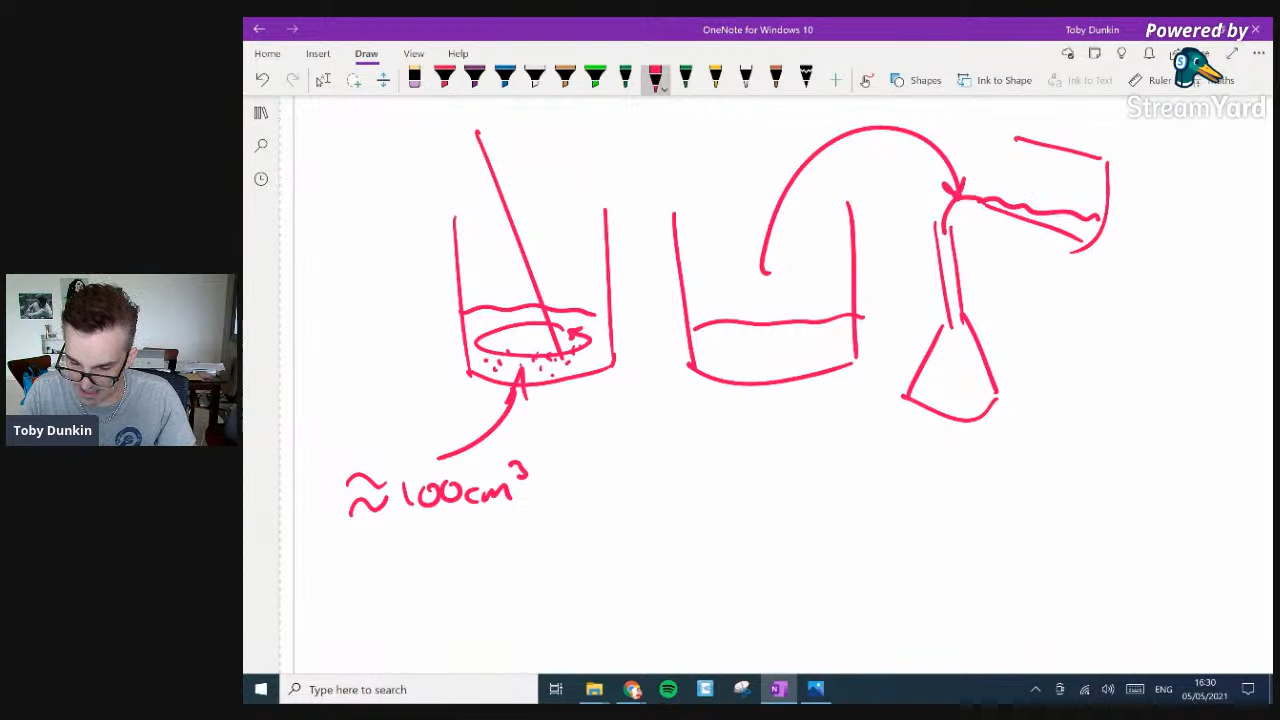 OneNote for Windows 10
Toby Dunkin
Powered by
StreamYard
Home Insert Draw View Help
Shapes Ink to Shape Ink to Text Ruler
Toby Dunkin
≈100cm³
Type here to search
ENG
16:30
05/05/2021